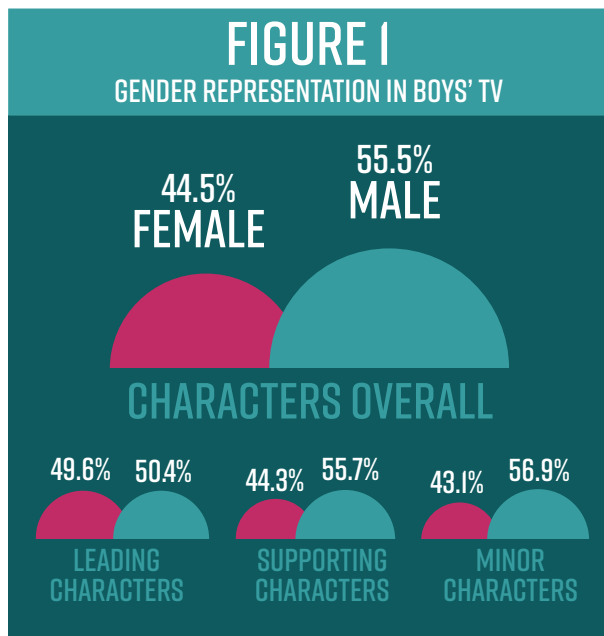 FIGURE 1
GENDER REPRESENTATION IN BOYS' TV
44.5%
FEMALE
55.5%
MALE
CHARACTERS OVERALL
49.6% 50.4%
LEADING
CHARACTERS
44.3% 55.7%
SUPPORTING
CHARACTERS
43.1% 56.9%
MINOR
CHARACTERS